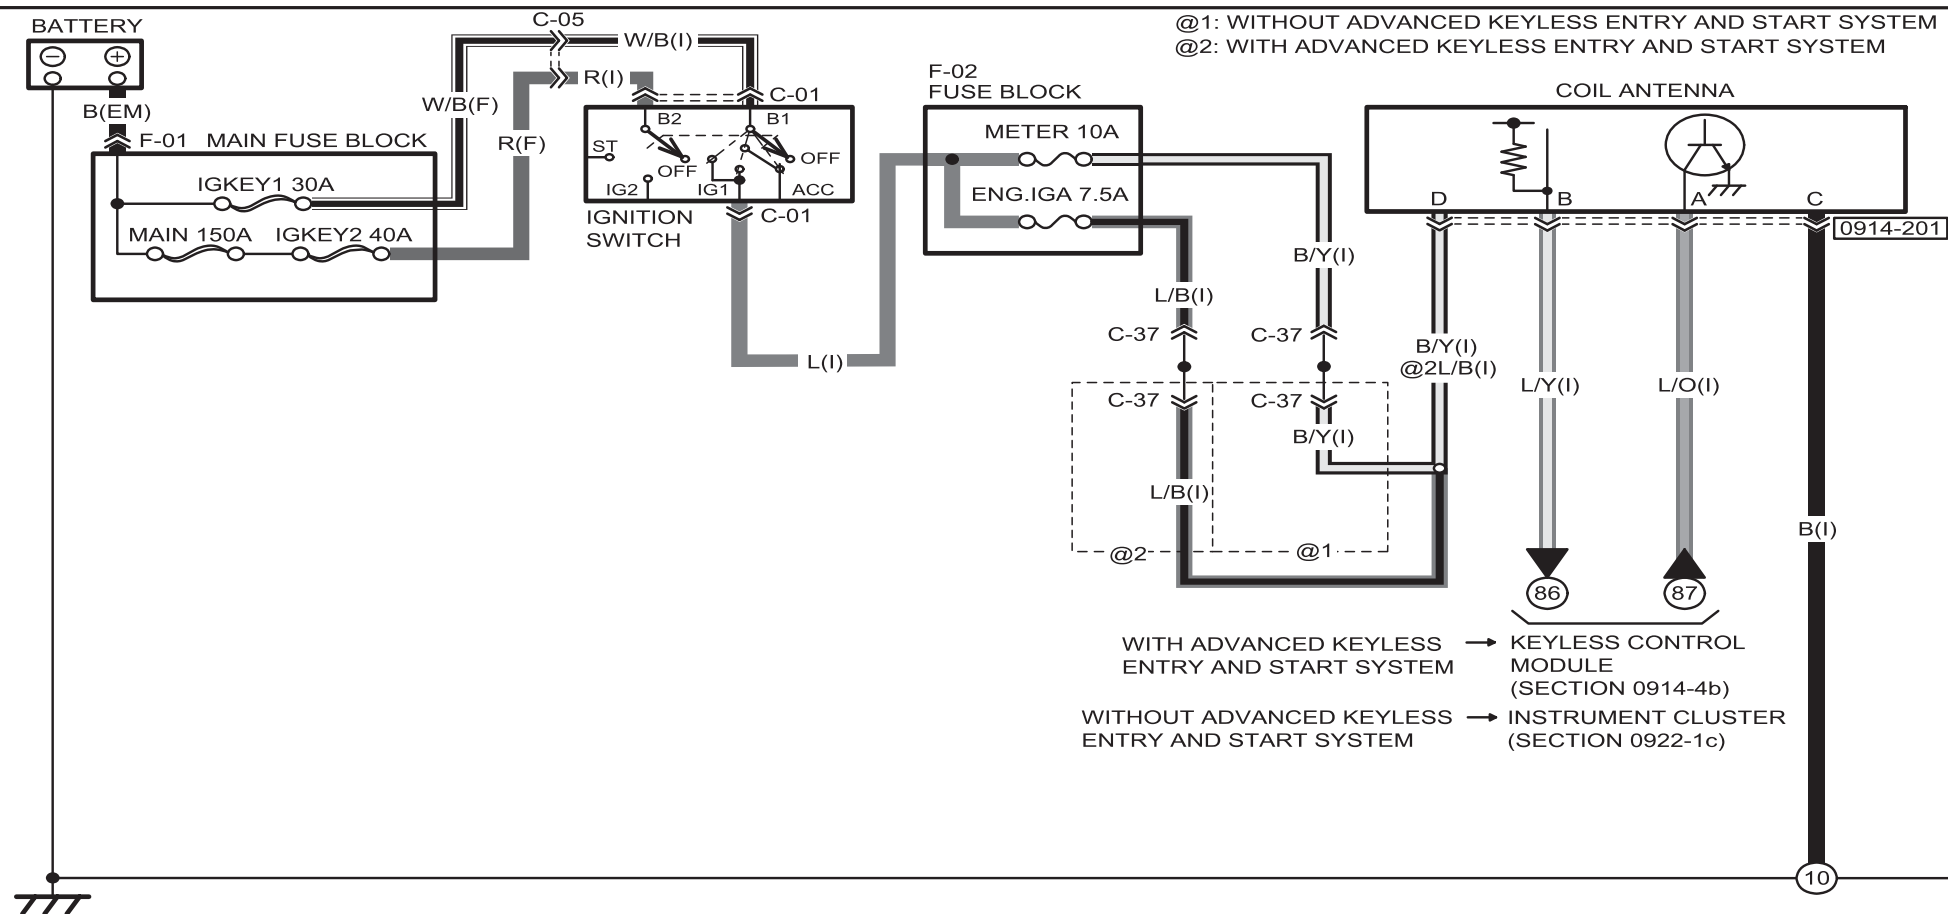 @1: WITHOUT ADVANCED KEYLESS ENTRY AND START SYSTEM
@2: WITH ADVANCED KEYLESS ENTRY AND START SYSTEM
BATTERY
−
+
B(EM)
F-01
MAIN FUSE BLOCK
IGKEY1 30A
MAIN 150A
IGKEY2 40A
W/B(F)
R(F)
C-05
W/B(I)
R(I)
C-01
B2
B1
ST
OFF
OFF
IG2
IG1
ACC
IGNITION
SWITCH
C-01
L(I)
F-02
FUSE BLOCK
METER 10A
ENG.IGA 7.5A
L/B(I)
B/Y(I)
C-37
C-37
C-37
C-37
B/Y(I)
L/B(I)
@2
@1
COIL ANTENNA
D
B
A
C
0914-201
B/Y(I)
@2L/B(I)
L/Y(I)
L/O(I)
B(I)
86
87
WITH ADVANCED KEYLESS
ENTRY AND START SYSTEM
→ KEYLESS CONTROL
MODULE
(SECTION 0914-4b)
WITHOUT ADVANCED KEYLESS
ENTRY AND START SYSTEM
→ INSTRUMENT CLUSTER
(SECTION 0922-1c)
10